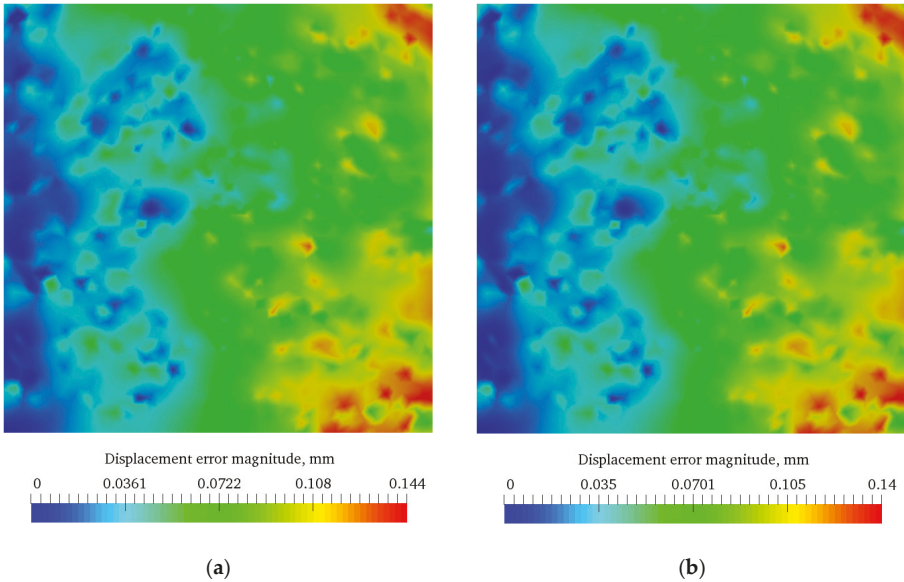 Displacement error magnitude, mm
0 0.0361 0.0722 0.108 0.144
(a)
Displacement error magnitude, mm
0 0.035 0.0701 0.105 0.14
(b)